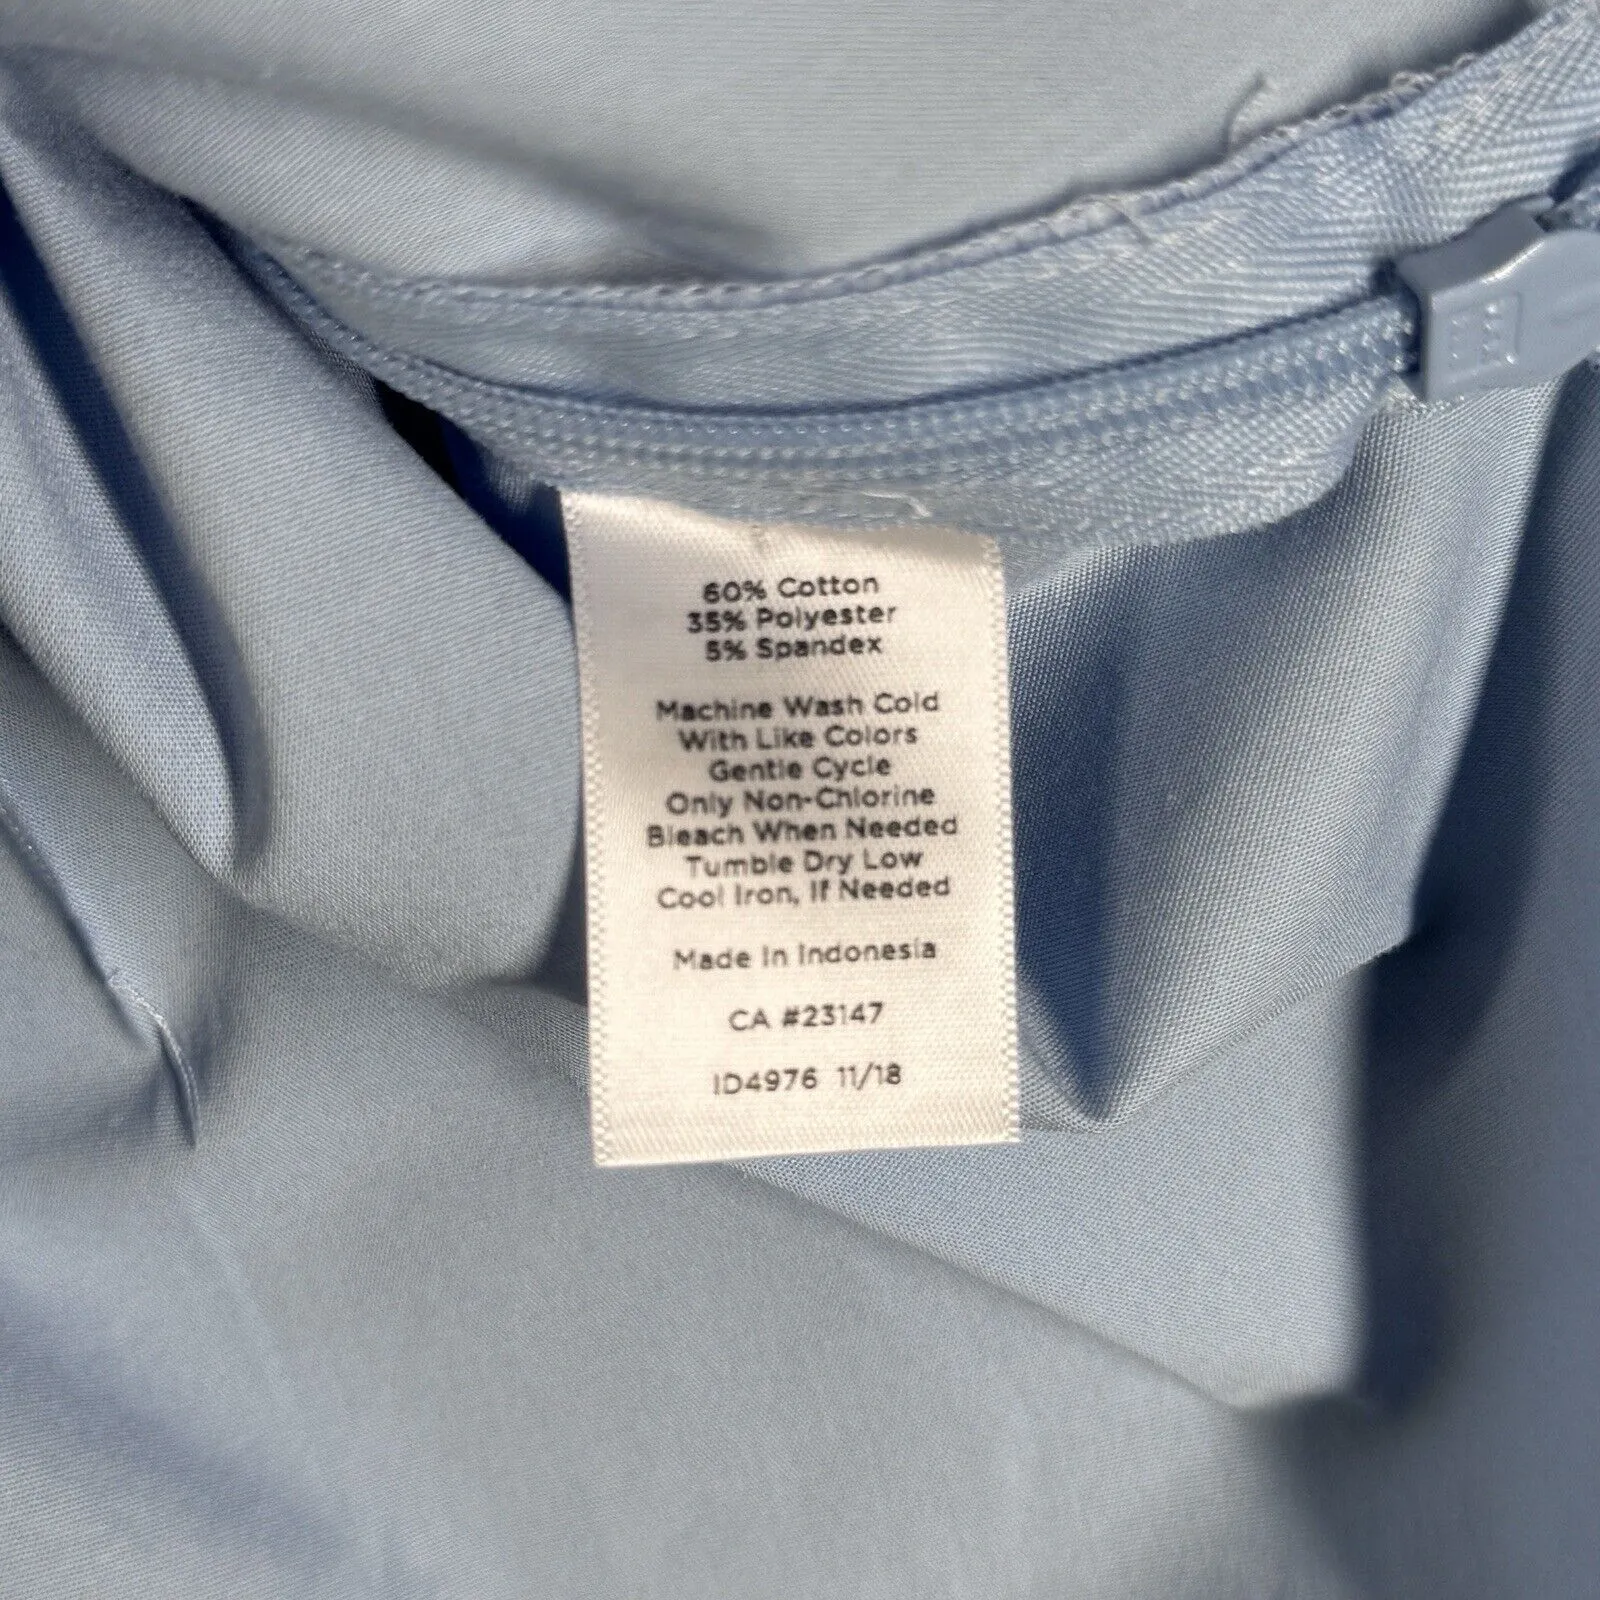 60% Cotton
35% Polyester
5% Spandex
Machine Wash Cold
With Like Colors
Gentle Cycle
Only Non-Chlorine
Bleach When Needed
Tumble Dry Low
Cool Iron, If Needed
Made In Indonesia
CA #23147
ID4976 11/18